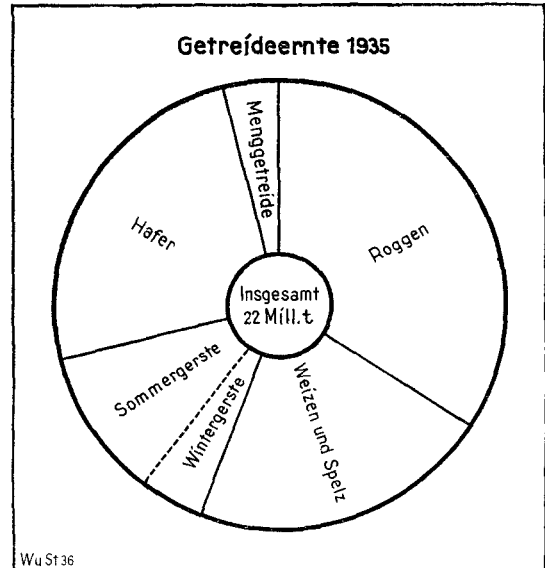 Getreideernte 1935
Menggetreide
Roggen
Hafer
Insgesamt
22 Mill. t
Sommergerste
Wintergerste
Weizen und Spelz
Wu St 36